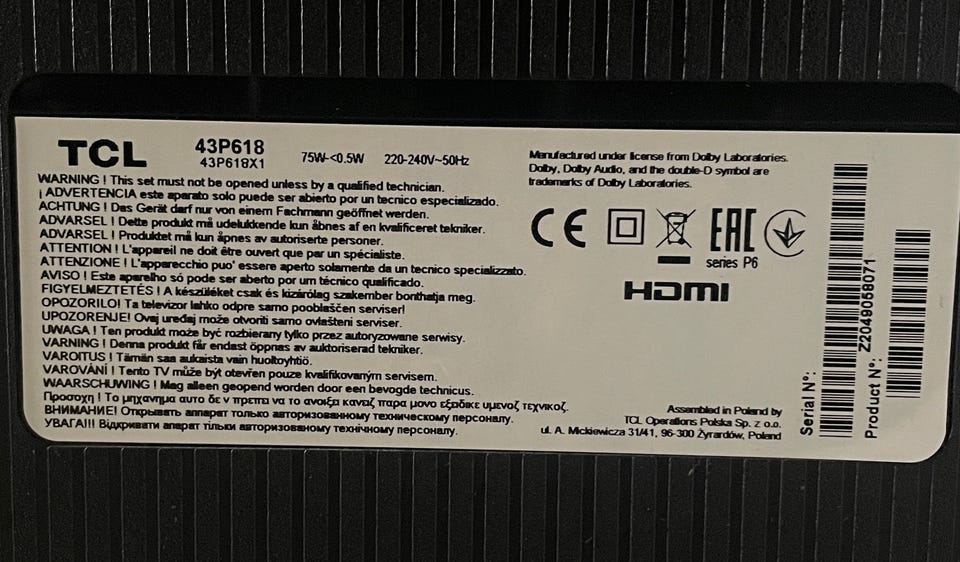 TCL
43P618
43P618X1
75W-<0.5W
220-240V~50Hz
WARNING ! This set must not be opened unless by a qualified technician.
¡ ADVERTENCIA este aparato solo puede ser abierto por un tecnico especializado.
ACHTUNG ! Das Gerät darf nur von einem Fachmann geöffnet werden.
ADVARSEL ! Dette produkt må udelukkende kun åbnes af en kvalificeret tekniker.
ADVARSEL ! Produktet må kun åpnes av autoriserte personer.
ATTENTION ! L'appareil ne doit être ouvert que par un spécialiste.
ATTENZIONE ! L'apparecchio puo' essere aperto solamente da un tecnico specializzato.
AVISO ! Este aparelho só pode ser aberto por um técnico qualificado.
FIGYELMEZTETÉS ! A készüléket csak és kizárólag szakember bonthatja meg.
OPOZORILO! Ta televizor lahko odpre samo pooblaščen serviser!
UPOZORENJE! Ovaj uređaj može otvoriti samo ovlašteni serviser.
UWAGA ! Ten produkt może być rozbierany tylko przez autoryzowane serwisy.
VARNING ! Denna produkt får endast öppnas av auktoriserad tekniker.
VAROITUS ! Tämän saa aukaista vain huoltoyhtiö.
VAROVÁNÍ ! Tento TV může být otevřen pouze kvalifikovaným servisem.
WAARSCHUWING ! Mag alleen geopend worden door een bevoegde technicus.
Προσοχη ! Το μηχανημα αυτο δε ν πρεπει να το ανοιξει κανεις παρα μονο εξειδικε υμενος τεχνικος.
ВНИМАНИЕ! Открывать аппарат только авторизованному техническому персоналу.
УВАГА!!! Відкривати апарат тільки авторизованому технічному персоналу.
Manufactured under license from Dolby Laboratories.
Dolby, Dolby Audio, and the double-D symbol are
trademarks of Dolby Laboratories.
CE
EAC
series P6
HDMI
Assembled in Poland by
TCL Operations Polska Sp. z o.o.
ul. A. Mickiewicza 31/41, 96-300 Żyrardów, Poland
Serial N°:
Z2049058071
Product N°: